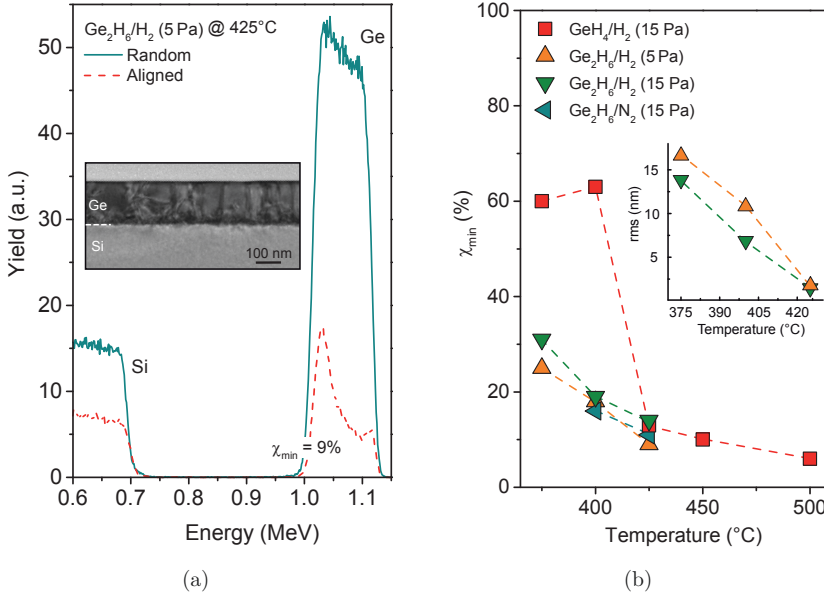 Ge₂H₆/H₂ (5 Pa) @ 425°C
Random
Aligned
Ge
Ge
Si
100 nm
Si
χmin = 9%
60
50
40
30
20
10
0
0.6 0.7 0.8 0.9 1.0 1.1
Yield (a.u.)
Energy (MeV)
(a)
GeH₄/H₂ (15 Pa)
Ge₂H₆/H₂ (5 Pa)
Ge₂H₆/H₂ (15 Pa)
Ge₂H₆/N₂ (15 Pa)
15
10
5
rms (nm)
375 390 405 420
Temperature (°C)
100
80
60
40
20
0
χmin (%)
400 450 500
Temperature (°C)
(b)